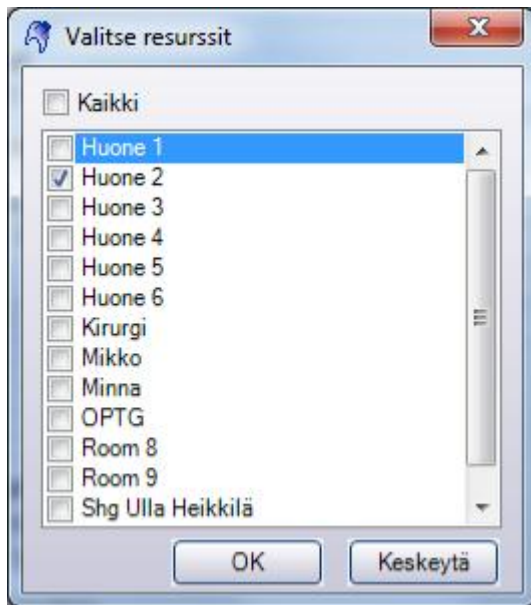 Valitse resurssit
Kaikki
Huone 1
Huone 2
Huone 3
Huone 4
Huone 5
Huone 6
Kirurgi
Mikko
Minna
OPTG
Room 8
Room 9
Shg Ulla Heikkilä
OK Keskeytä